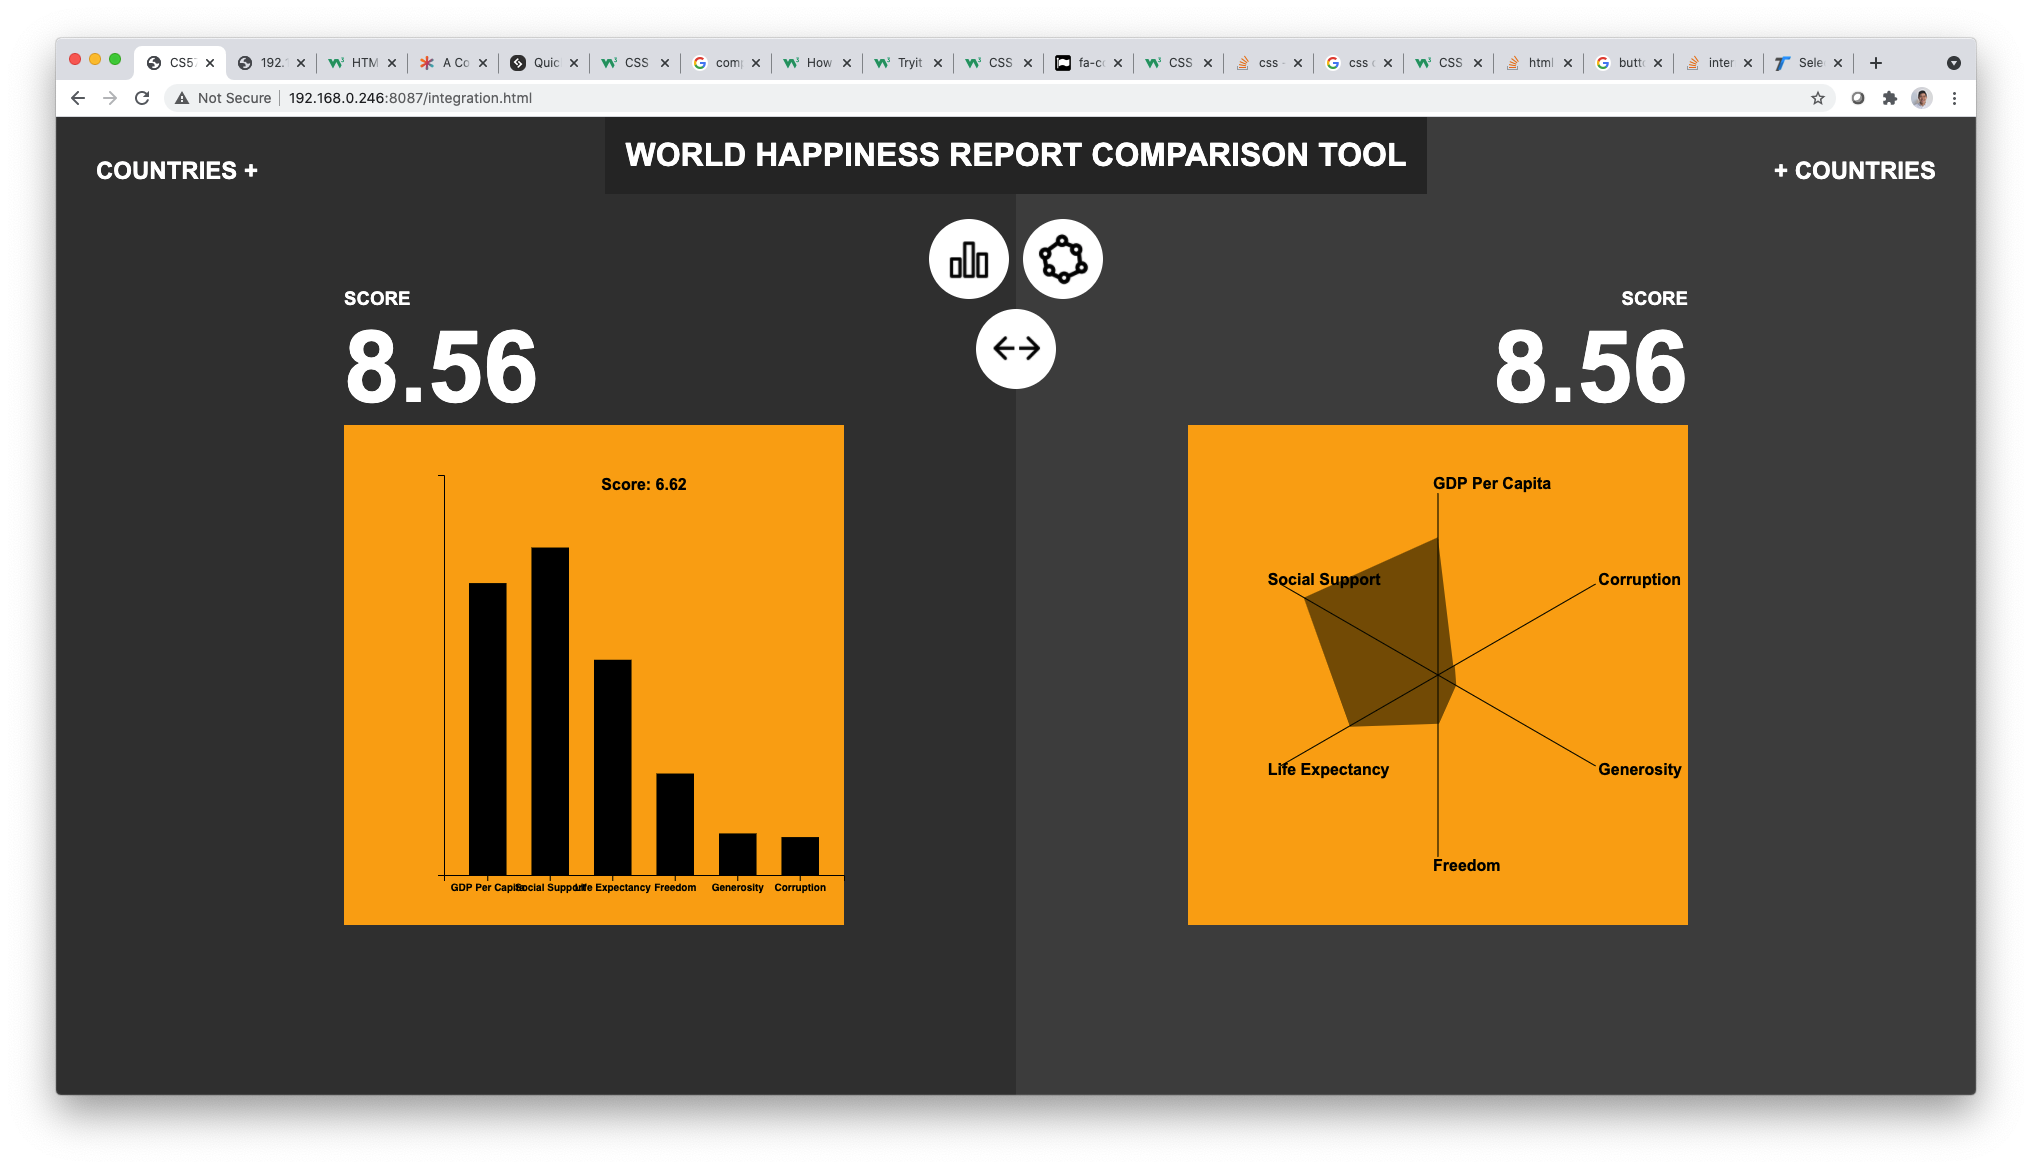 CS57
192.1
HTM
A Co
Quic
CSS
com
How
Tryit
CSS
fa-c
CSS
css -
css c
CSS
html
butt
inter
Sele
Not Secure
192.168.0.246:8087/integration.html
WORLD HAPPINESS REPORT COMPARISON TOOL
COUNTRIES +
+ COUNTRIES
SCORE
8.56
SCORE
8.56
Score: 6.62
GDP Per Capita
Social Support
Life Expectancy
Freedom
Generosity
Corruption
GDP Per Capita
Social Support
Corruption
Life Expectancy
Generosity
Freedom